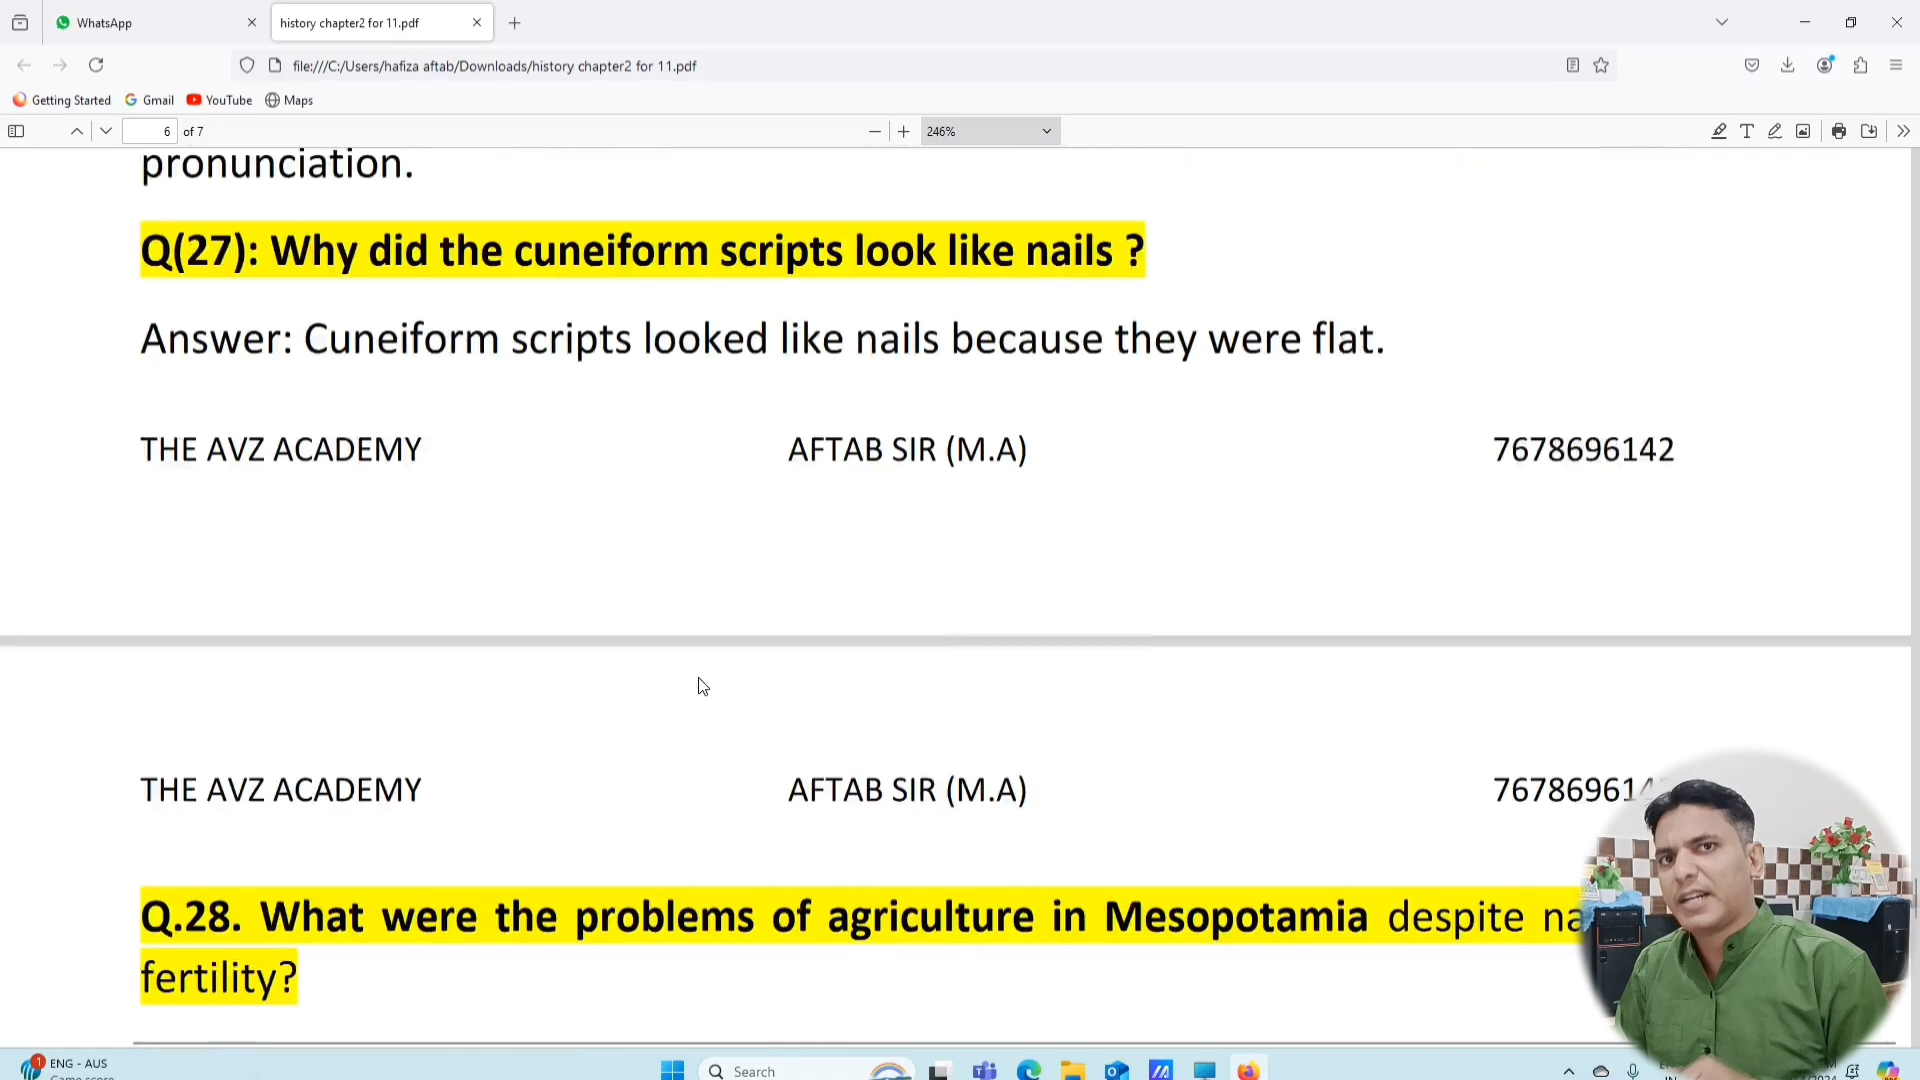 WhatsApp
history chapter2 for 11.pdf
file:///C:/Users/hafiza aftab/Downloads/history chapter2 for 11.pdf
Getting Started
Gmail
YouTube
Maps
6 of 7
246%
pronunciation.
Q(27): Why did the cuneiform scripts look like nails ?
Answer: Cuneiform scripts looked like nails because they were flat.
THE AVZ ACADEMY AFTAB SIR (M.A) 7678696142
THE AVZ ACADEMY AFTAB SIR (M.A)
Q.28. What were the problems of agriculture in Mesopotamia despite
fertility?
1 ENG - AUS
Game score
Search